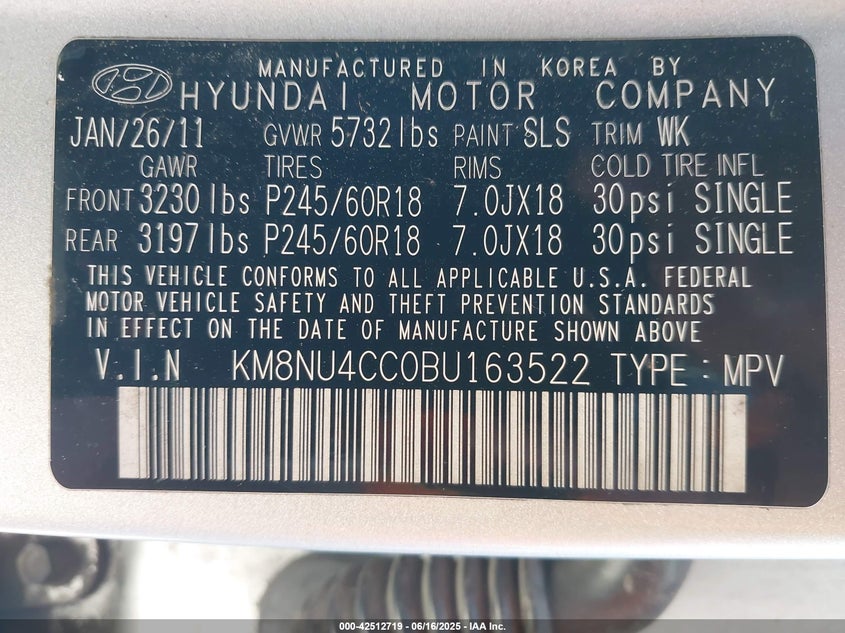 MANUFACTURED IN KOREA BY
HYUNDAI MOTOR COMPANY
JAN/26/11 GVWR 5732lbs PAINT SLS TRIM WK
GAWR TIRES RIMS COLD TIRE INFL
FRONT 3230lbs P245/60R18 7.0JX18 30psi SINGLE
REAR 3197lbs P245/60R18 7.0JX18 30psi SINGLE
THIS VEHICLE CONFORMS TO ALL APPLICABLE U.S.A. FEDERAL
MOTOR VEHICLE SAFETY AND THEFT PREVENTION STANDARDS
IN EFFECT ON THE DATE OF MANUFACTURE SHOWN ABOVE
V.I.N KM8NU4CC0BU163522 TYPE : MPV
000-42512719 - 06/16/2025 - IAA Inc.